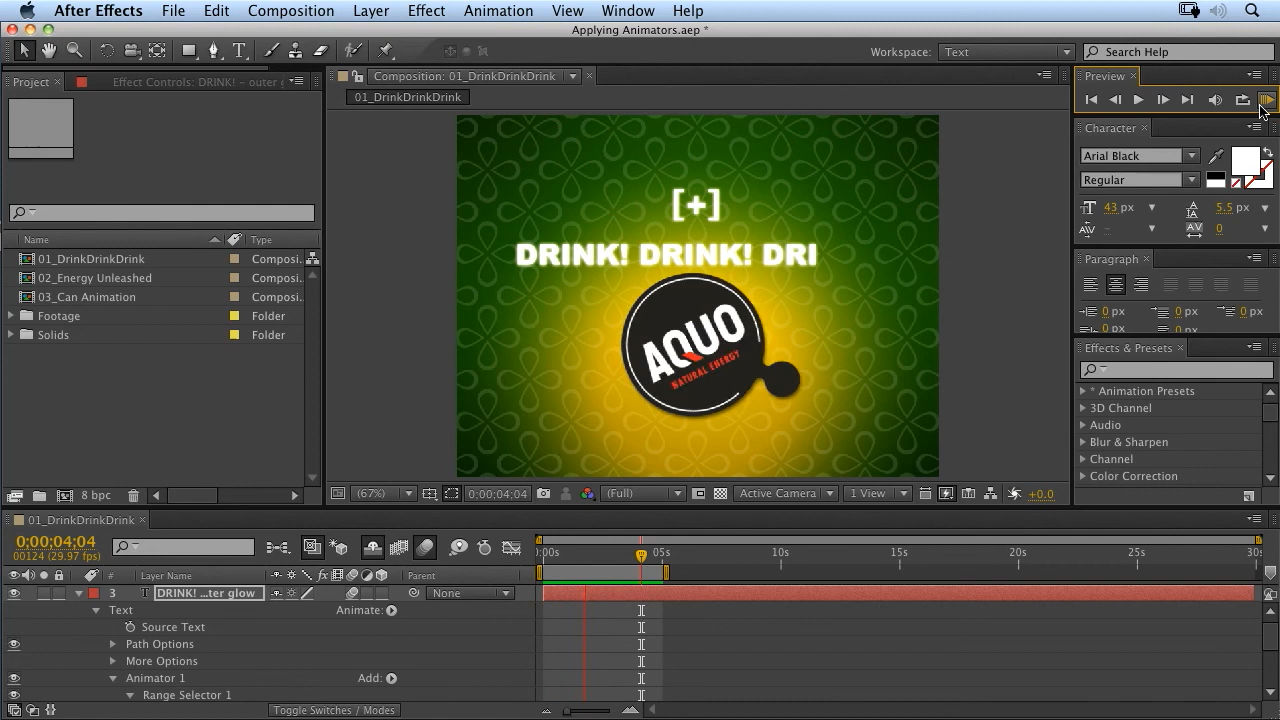 After Effects File Edit Composition Layer Effect Animation View Window Help
Applying Animators.aep *
Workspace: Text Search Help
Project Effect Controls: DRINK! – outer Composition: 01_DrinkDrinkDrink Preview
01_DrinkDrinkDrink
Character
Arial Black
Regular
43 px 5.5 px
0
Name Type
01_DrinkDrinkDrink Composi...
02_Energy Unleashed Composi...
03_Can Animation Composi...
Footage Folder
Solids Folder
[+]
DRINK! DRINK! DRI
AQUO
NATURAL ENERGY
Paragraph
0 px 0 px 0 px
0 px 0 px
Effects & Presets
* Animation Presets
3D Channel
Audio
Blur & Sharpen
Channel
Color Correction
8 bpc (67%) 0;00;04;04 (Full) Active Camera 1 View +0.0
01_DrinkDrinkDrink
0;00;04;04
00124 (29.97 fps)
):00s 05s 10s 15s 20s 25s 30s
# Layer Name Parent
3 T DRINK! ...ter glow None
Text Animate:
Source Text
Path Options
More Options
Animator 1 Add:
Range Selector 1
Toggle Switches / Modes